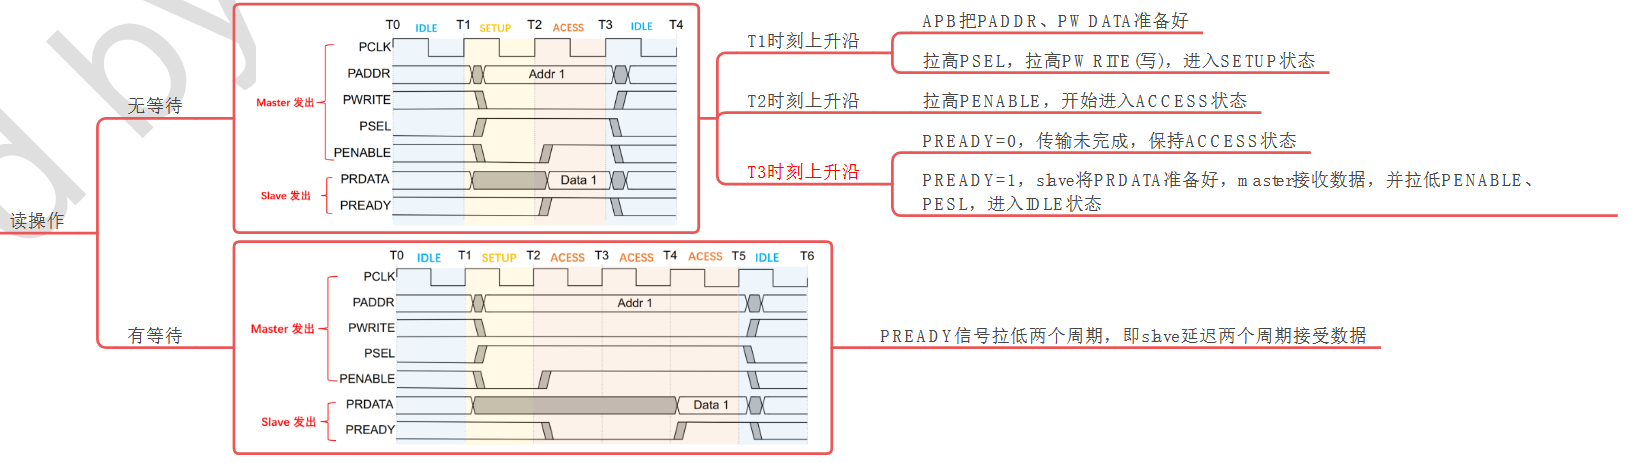 读操作
无等待
T0 IDLE T1 SETUP T2 ACESS T3 IDLE T4
PCLK
PADDR Addr 1
Master 发出
PWRITE
PSEL
PENABLE
PRDATA Data 1
Slave 发出
PREADY
T1时刻上升沿
APB把PADDR、PWDATA准备好
拉高PSEL，拉高PWRITE(写)，进入SETUP状态
T2时刻上升沿
拉高PENABLE，开始进入ACCESS状态
T3时刻上升沿
PREADY=0，传输未完成，保持ACCESS状态
PREADY=1，slave将PRDATA准备好，master接收数据，并拉低PENABLE、
PESL，进入IDLE状态
有等待
T0 IDLE T1 SETUP T2 ACESS T3 ACESS T4 ACESS T5 IDLE T6
PCLK
PADDR Addr 1
Master 发出
PWRITE
PSEL
PENABLE
PRDATA Data 1
Slave 发出
PREADY
PREADY信号拉低两个周期，即slave延迟两个周期接受数据
d by